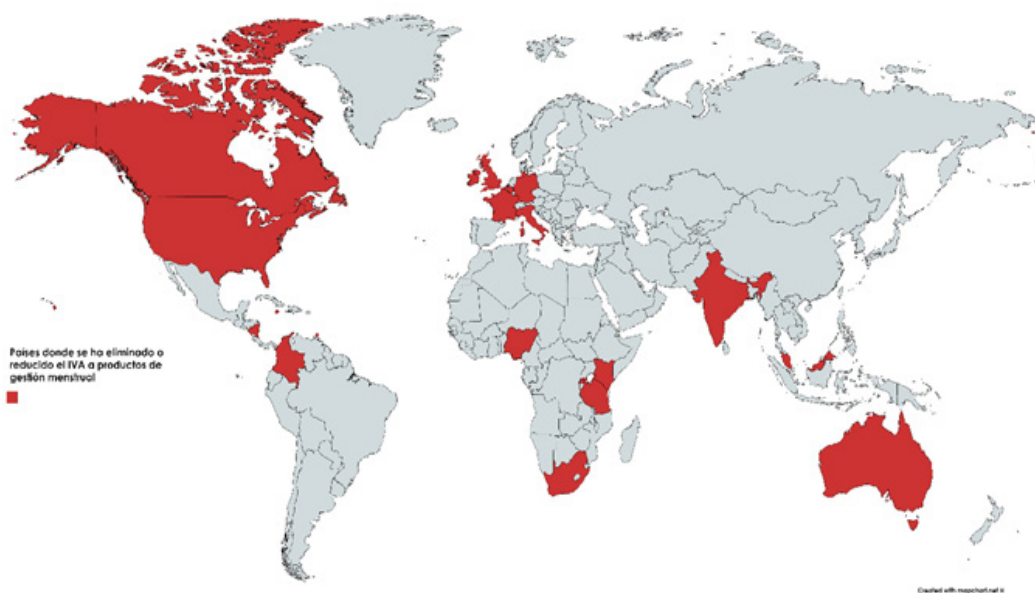 Países donde se ha eliminado o
reducido el IVA a productos de
gestión menstrual
Created with mapchart.net